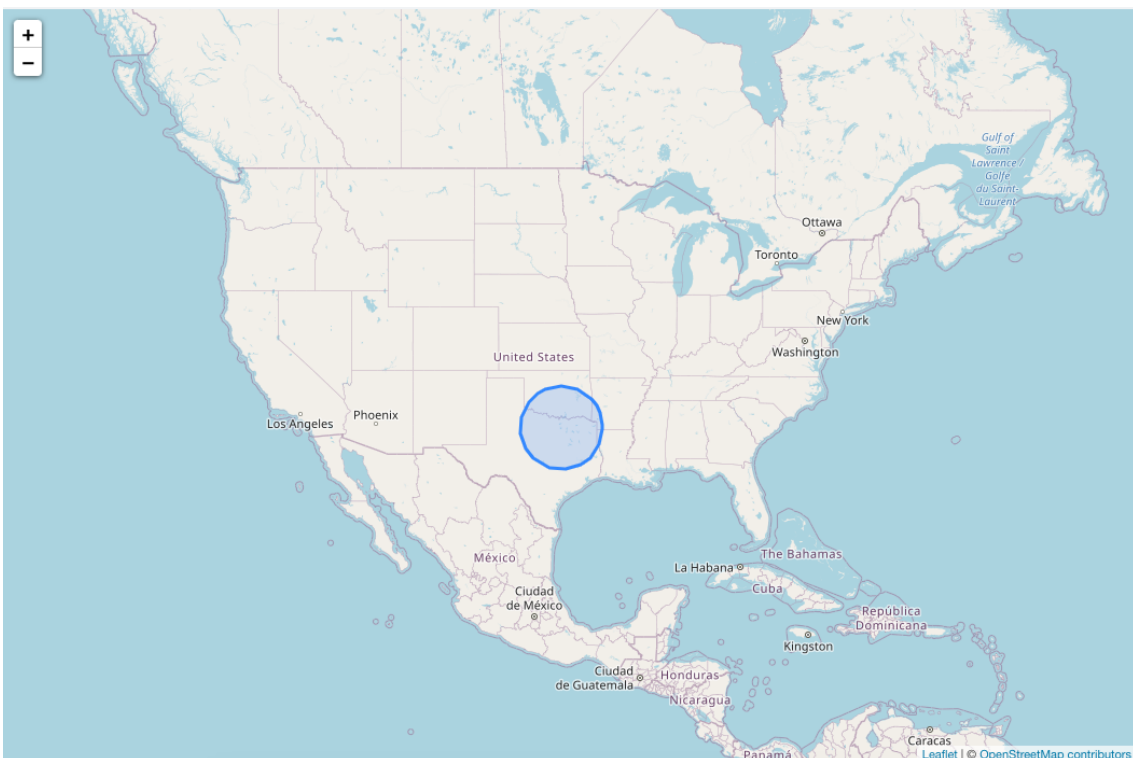 +
−
Gulf of
Saint
Lawrence /
Golfe
du Saint-
Laurent
Ottawa
Toronto
New York
Washington
United States
Phoenix
Los Angeles
The Bahamas
La Habana
México
Cuba
Ciudad
de México
República
Dominicana
Kingston
Ciudad
de Guatemala
Honduras
Nicaragua
Caracas
Panamá
Leaflet | © OpenStreetMap contributors